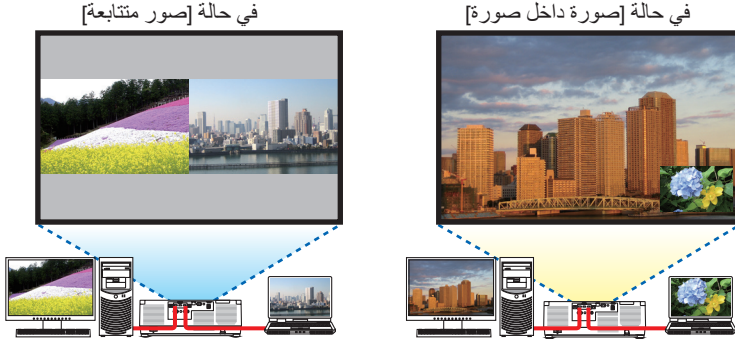 في حالة [صورة داخل صورة]
في حالة [صور متتابعة]